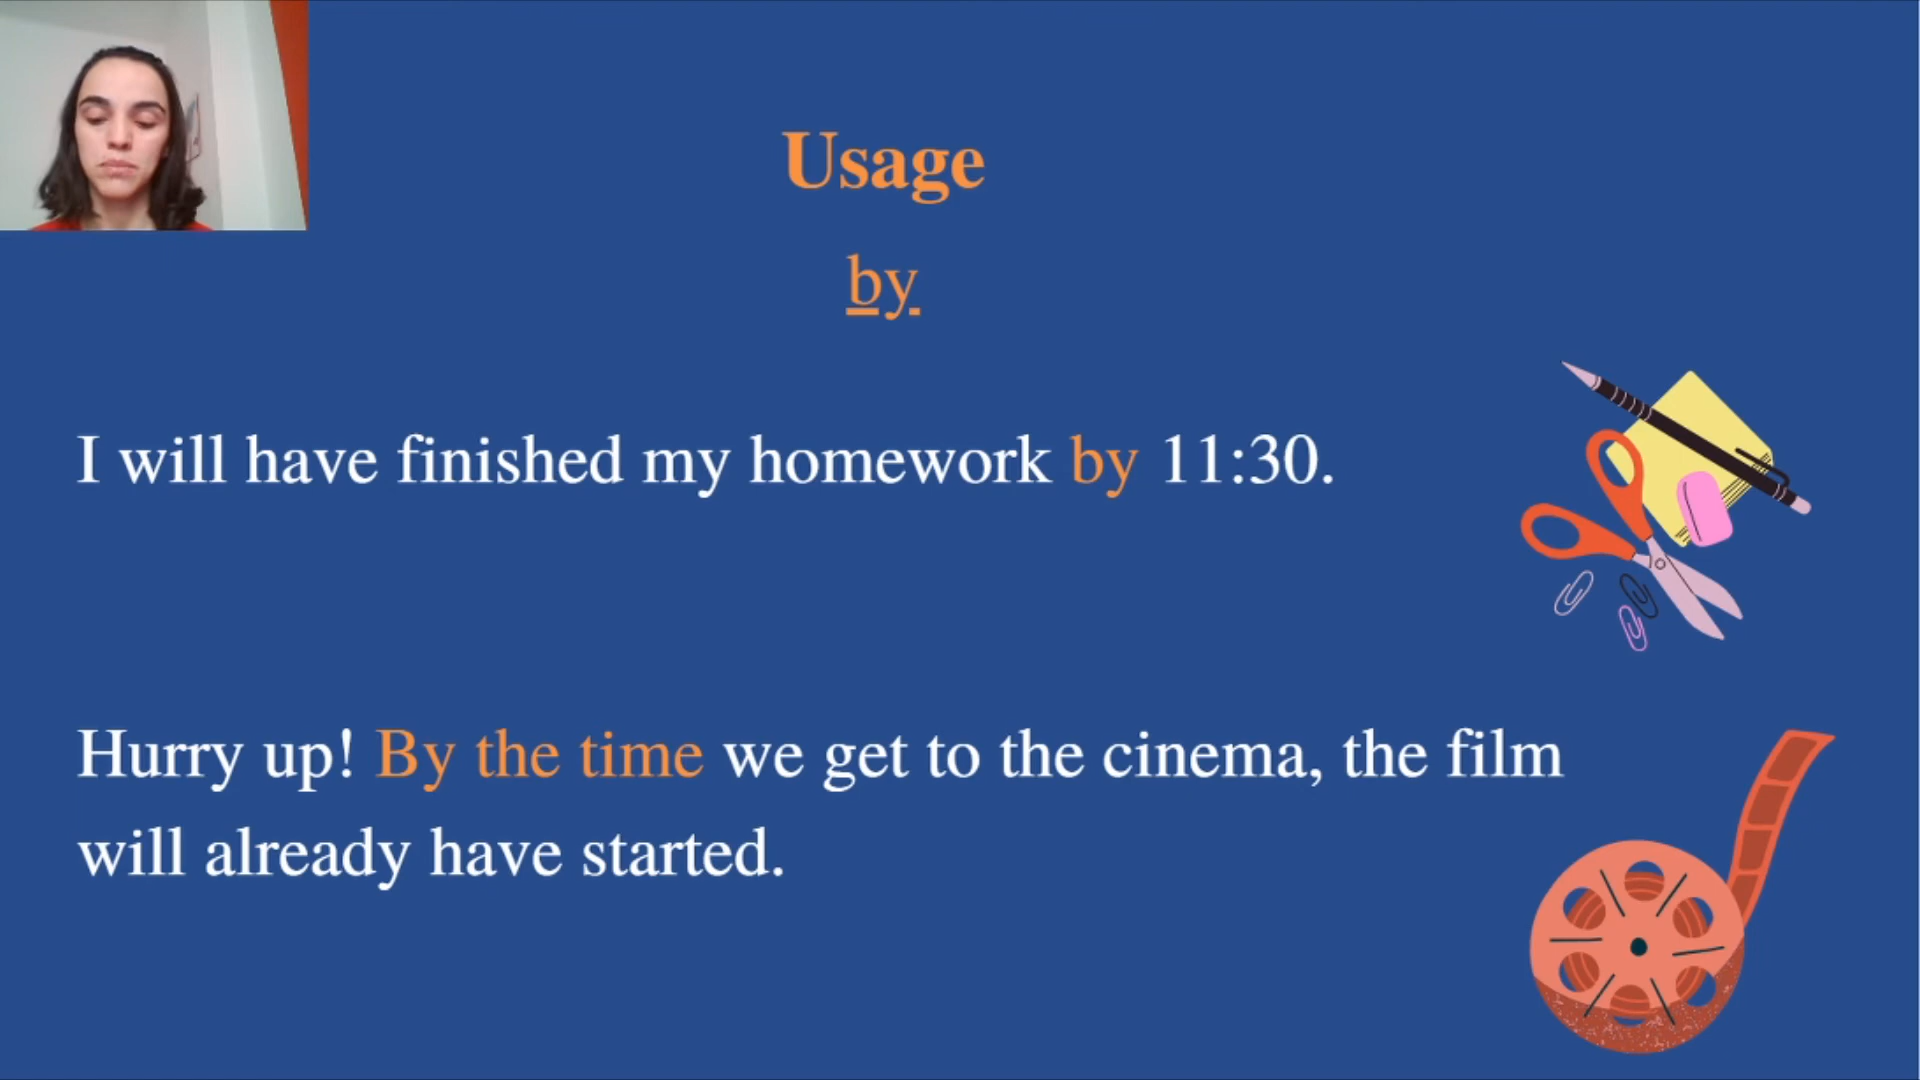 Usage
by
I will have finished my homework by 11:30.
Hurry up! By the time we get to the cinema, the film
will already have started.